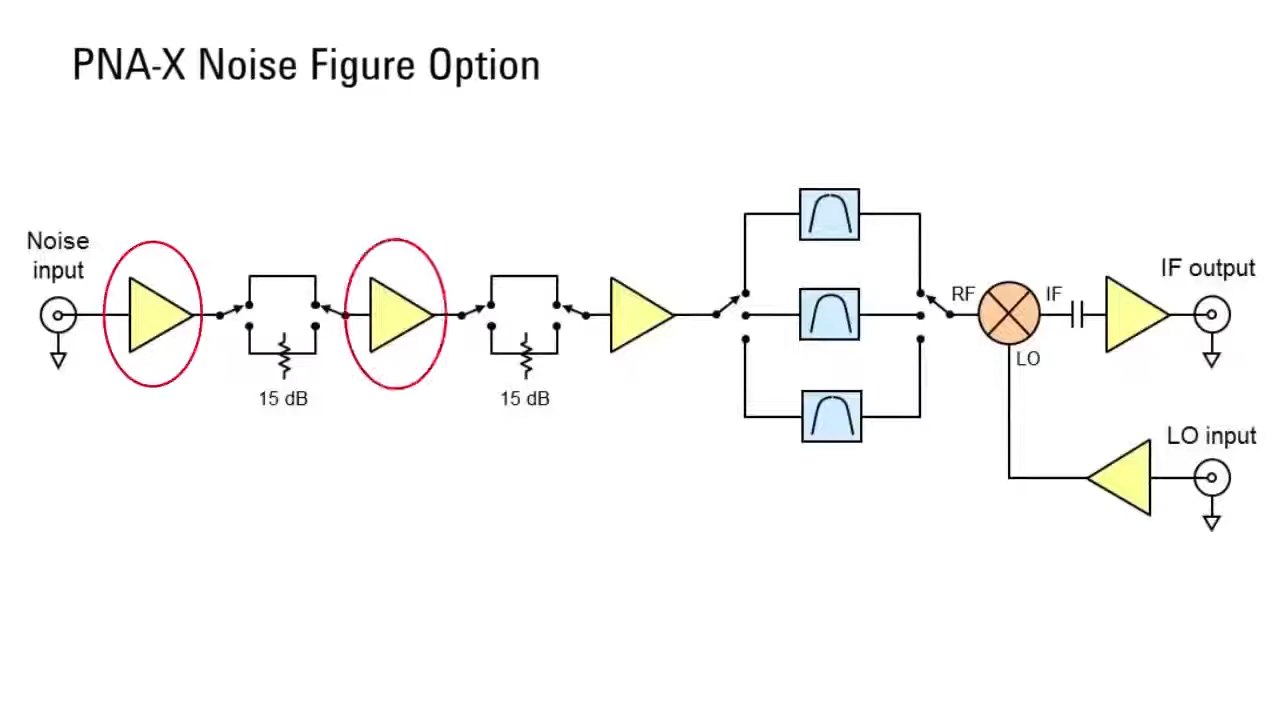 PNA-X Noise Figure Option
Noise
input
15 dB
15 dB
RF
IF
LO
IF output
LO input